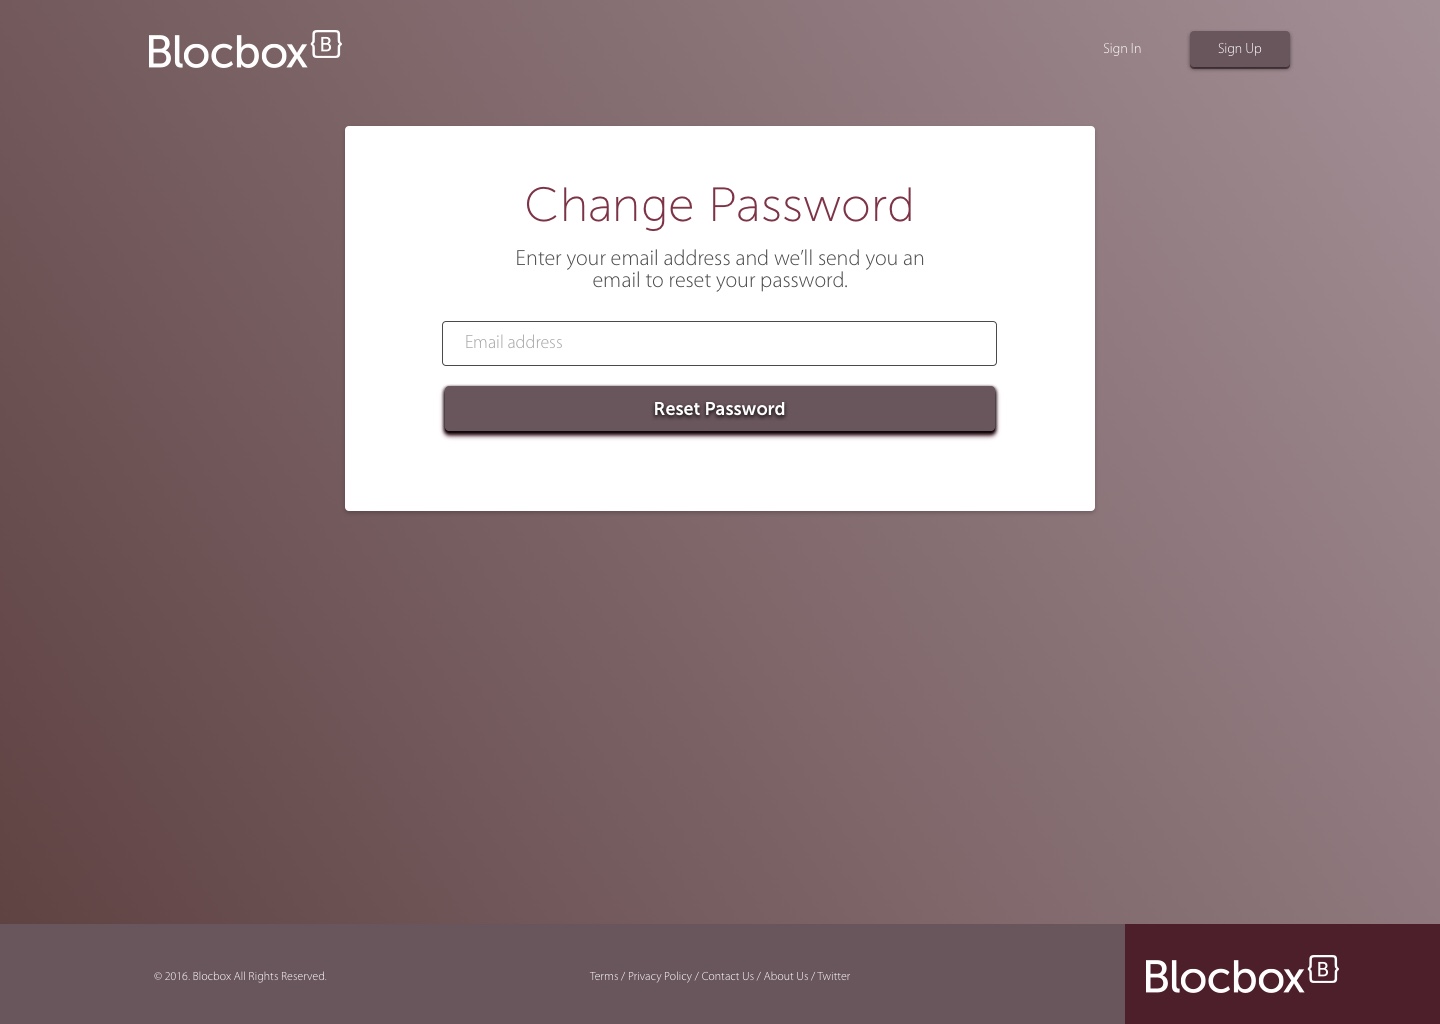 Blocbox {B}
Sign In
Sign Up
Change Password
Enter your email address and we’ll send you an
email to reset your password.
Email address
Reset Password
© 2016. Blocbox All Rights Reserved.
Terms / Privacy Policy / Contact Us / About Us / Twitter
Blocbox {B}